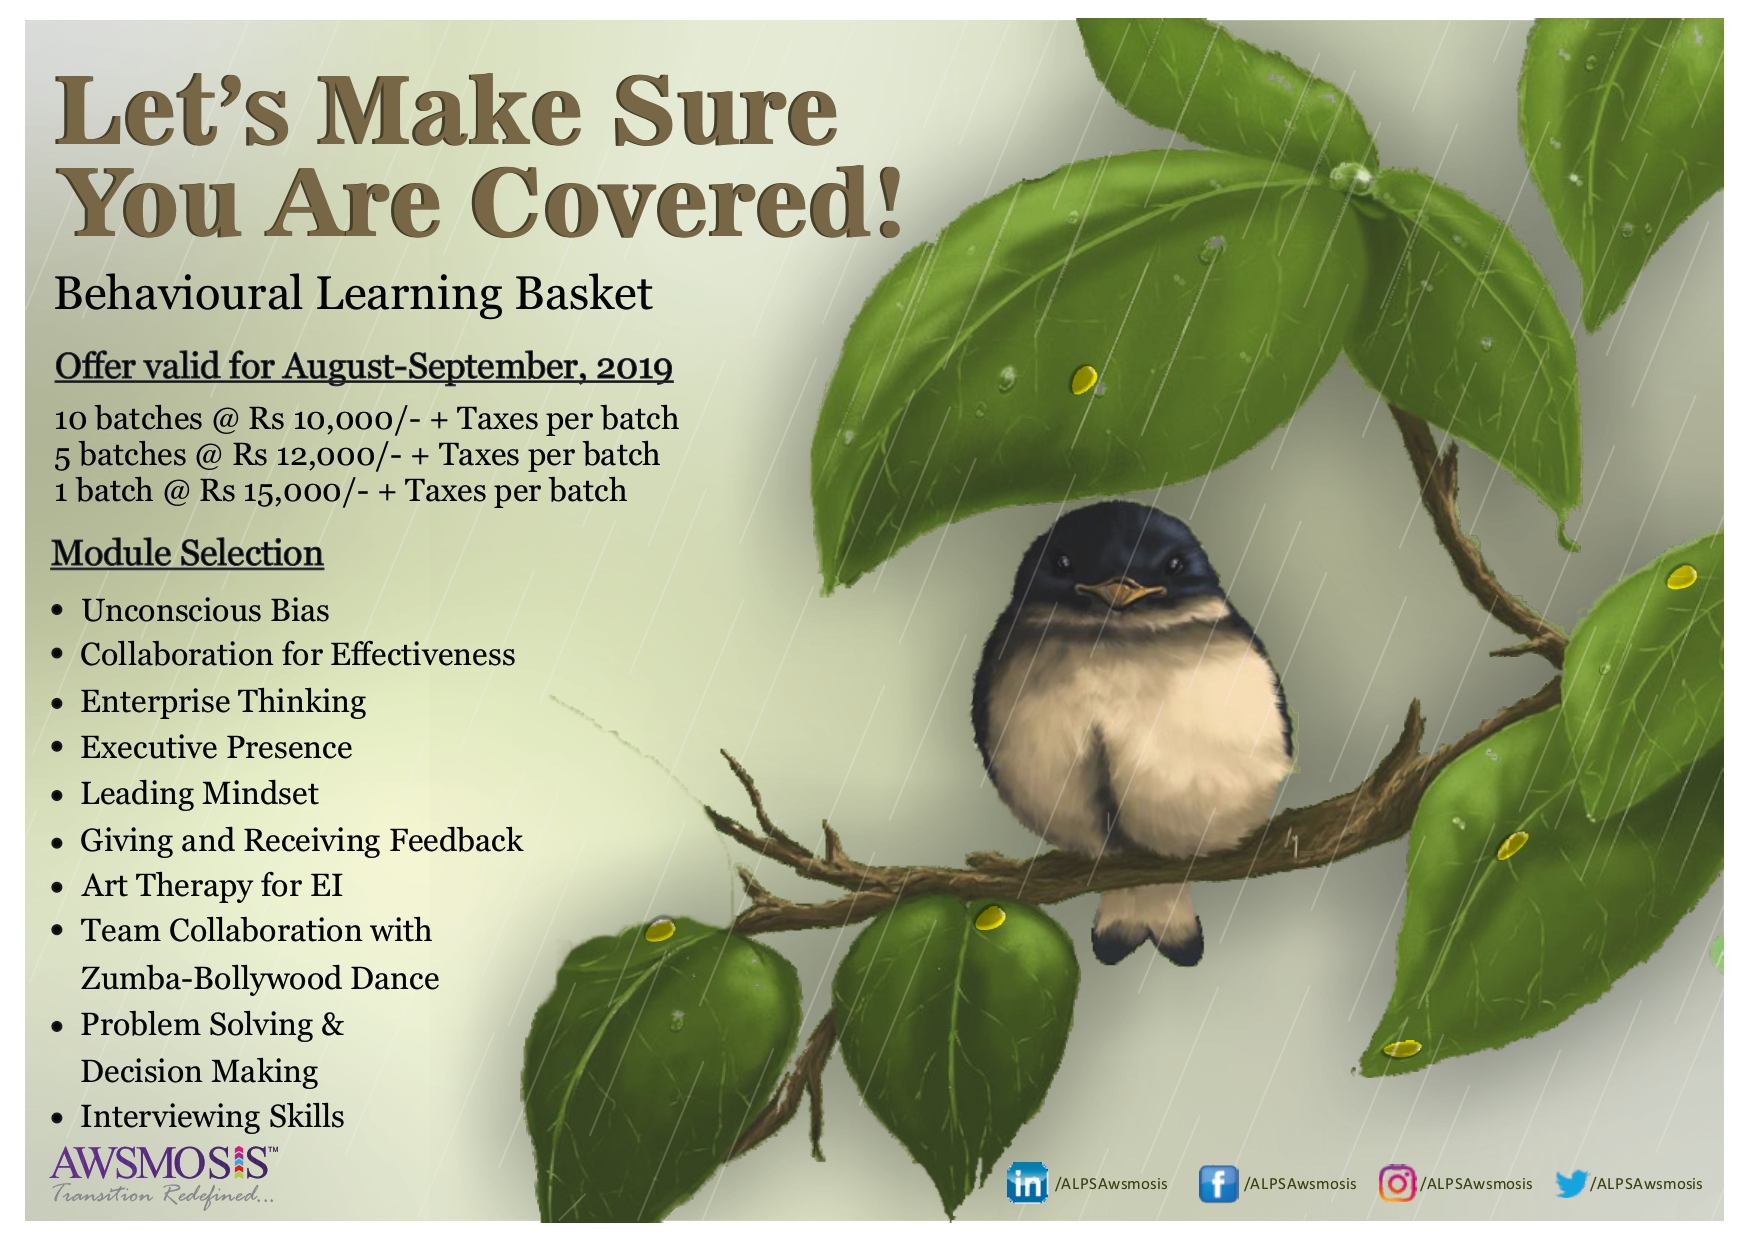 Let’s Make Sure
You Are Covered!
Behavioural Learning Basket
Offer valid for August-September, 2019
10 batches @ Rs 10,000/- + Taxes per batch
5 batches @ Rs 12,000/- + Taxes per batch
1 batch @ Rs 15,000/- + Taxes per batch
Module Selection
• Unconscious Bias
• Collaboration for Effectiveness
• Enterprise Thinking
• Executive Presence
• Leading Mindset
• Giving and Receiving Feedback
• Art Therapy for EI
• Team Collaboration with
Zumba-Bollywood Dance
• Problem Solving &
Decision Making
• Interviewing Skills
AWSMOSIS™
Transition Redefined...
in /ALPSAwsmosis f /ALPSAwsmosis /ALPSAwsmosis /ALPSAwsmosis